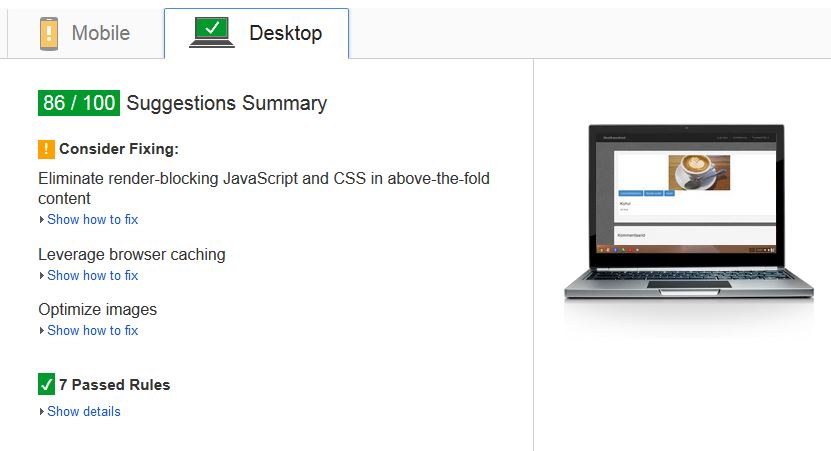 Mobile
Desktop
86 / 100 Suggestions Summary
! Consider Fixing:
Eliminate render-blocking JavaScript and CSS in above-the-fold
content
Show how to fix
Leverage browser caching
Show how to fix
Optimize images
Show how to fix
7 Passed Rules
Show details
Kohvi
Kommentaarid